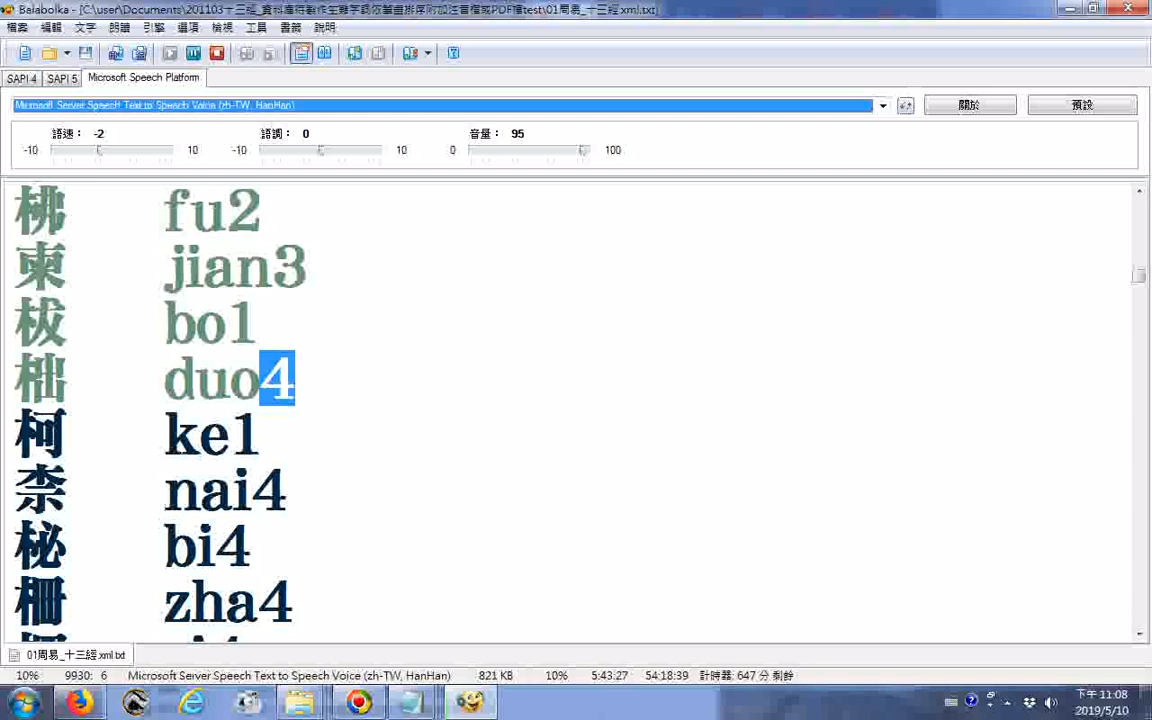 Balabolka - [C:\user\Documents\201103十三經_資料庫待製作生難字詞依筆畫排序附加注音檔或PDF檔test\01周易_十三經.xml.txt]
檔案 編輯 文字 朗讀 引擎 選項 檢視 工具 書籤 說明
SAPI 4 SAPI 5 Microsoft Speech Platform
Microsoft Server Speech Text to Speech Voice (zh-TW, HanHan) 關於 預設
語速： -2 語調： 0 音量： 95
-10 10 -10 10 0 100
柫 fu2
柬 jian3
柭 bo1
柮 duo4
柯 ke1
柰 nai4
柲 bi4
柵 zha4
01周易_十三經.xml.txt
10% 9930: 6 Microsoft Server Speech Text to Speech Voice (zh-TW, HanHan) 821 KB 10% 5:43:27 54:18:39 計時器: 647 分 剩餘
下午 11:08
2019/5/10